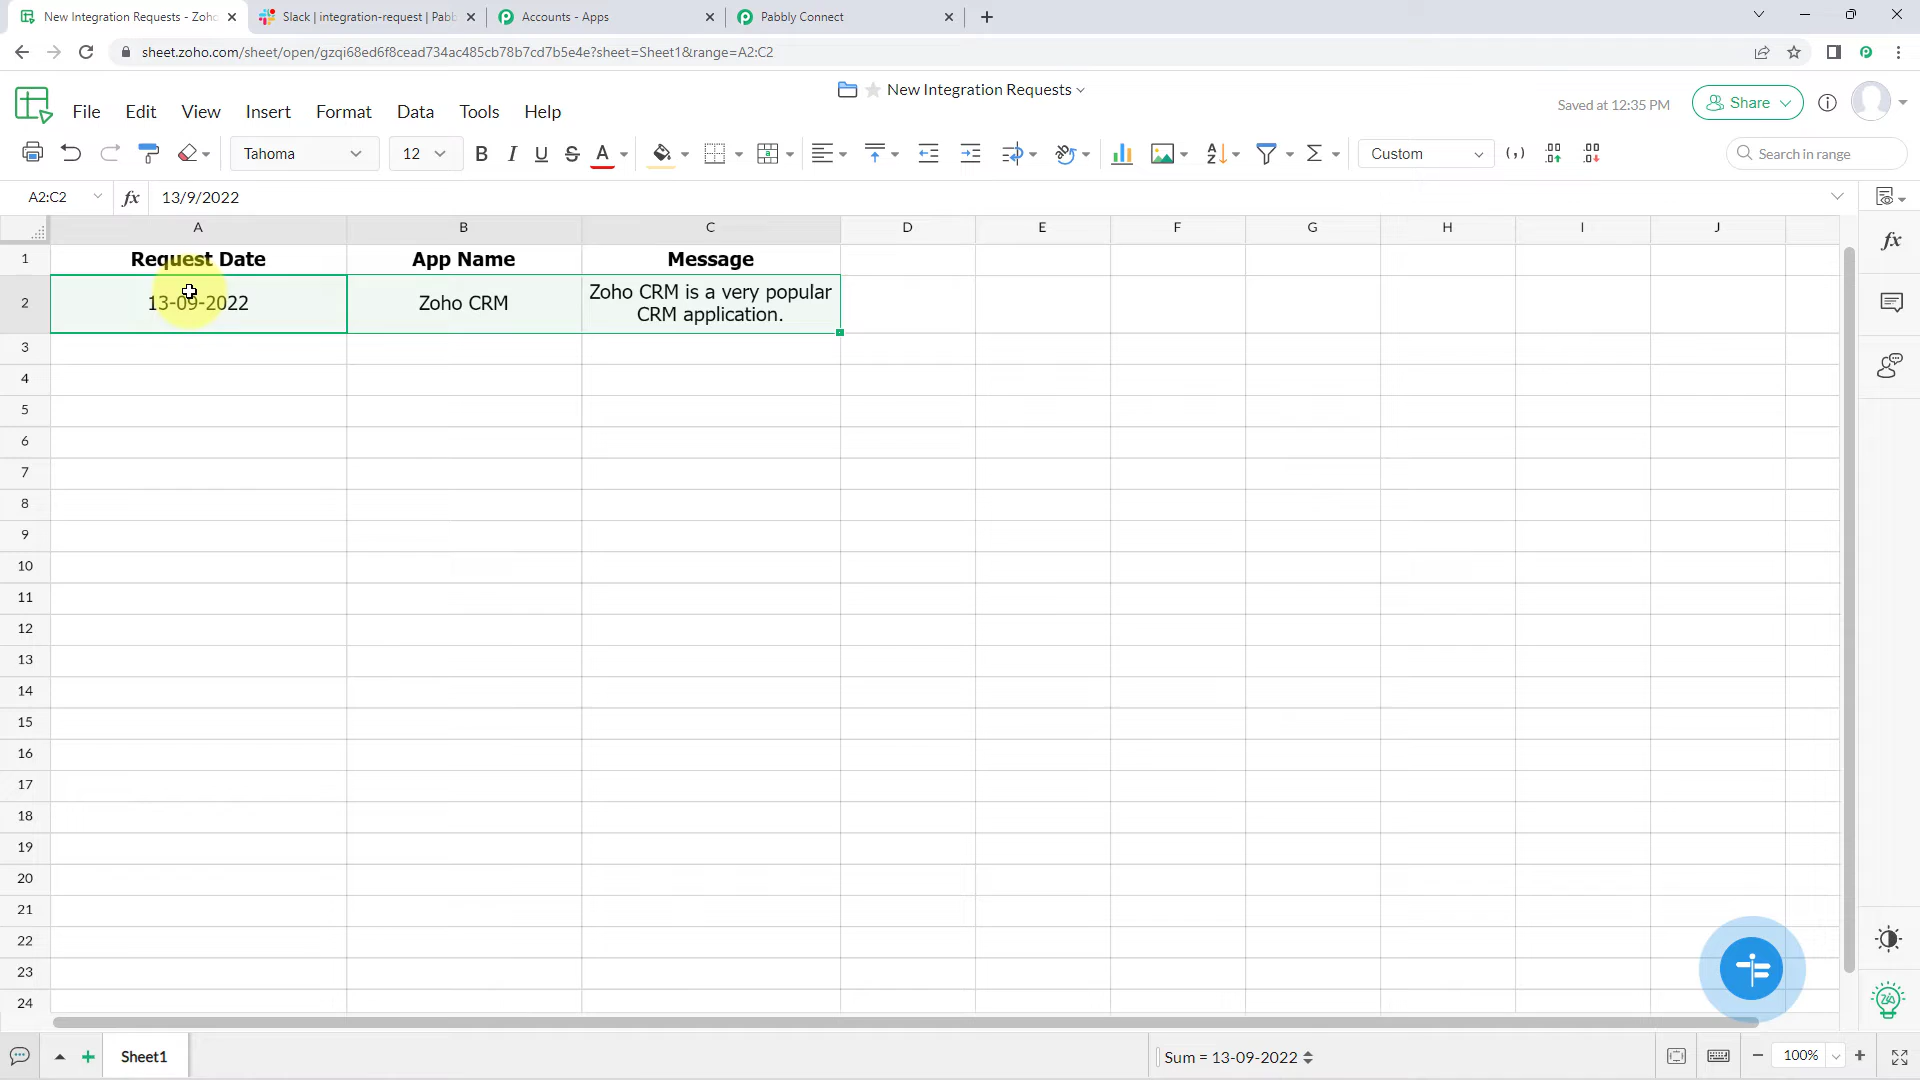 New Integration Requests - Zoho
Slack | integration-request | Pabb
Accounts - Apps
Pabbly Connect
sheet.zoho.com/sheet/open/gzqi68ed6f8cead734ac485cb78b7cd7b5e4e?sheet=Sheet1&range=A2:C2
New Integration Requests
File Edit View Insert Format Data Tools Help
Saved at 12:35 PM
Share
Tahoma
12
B I U S A
Custom
Search in range
A2:C2
fx
13/9/2022
A B C D E F G H I J
1 Request Date App Name Message
2 13-09-2022 Zoho CRM Zoho CRM is a very popular
CRM application.
3
4
5
6
7
8
9
10
11
12
13
14
15
16
17
18
19
20
21
22
23
24
Sheet1
Sum = 13-09-2022
100%